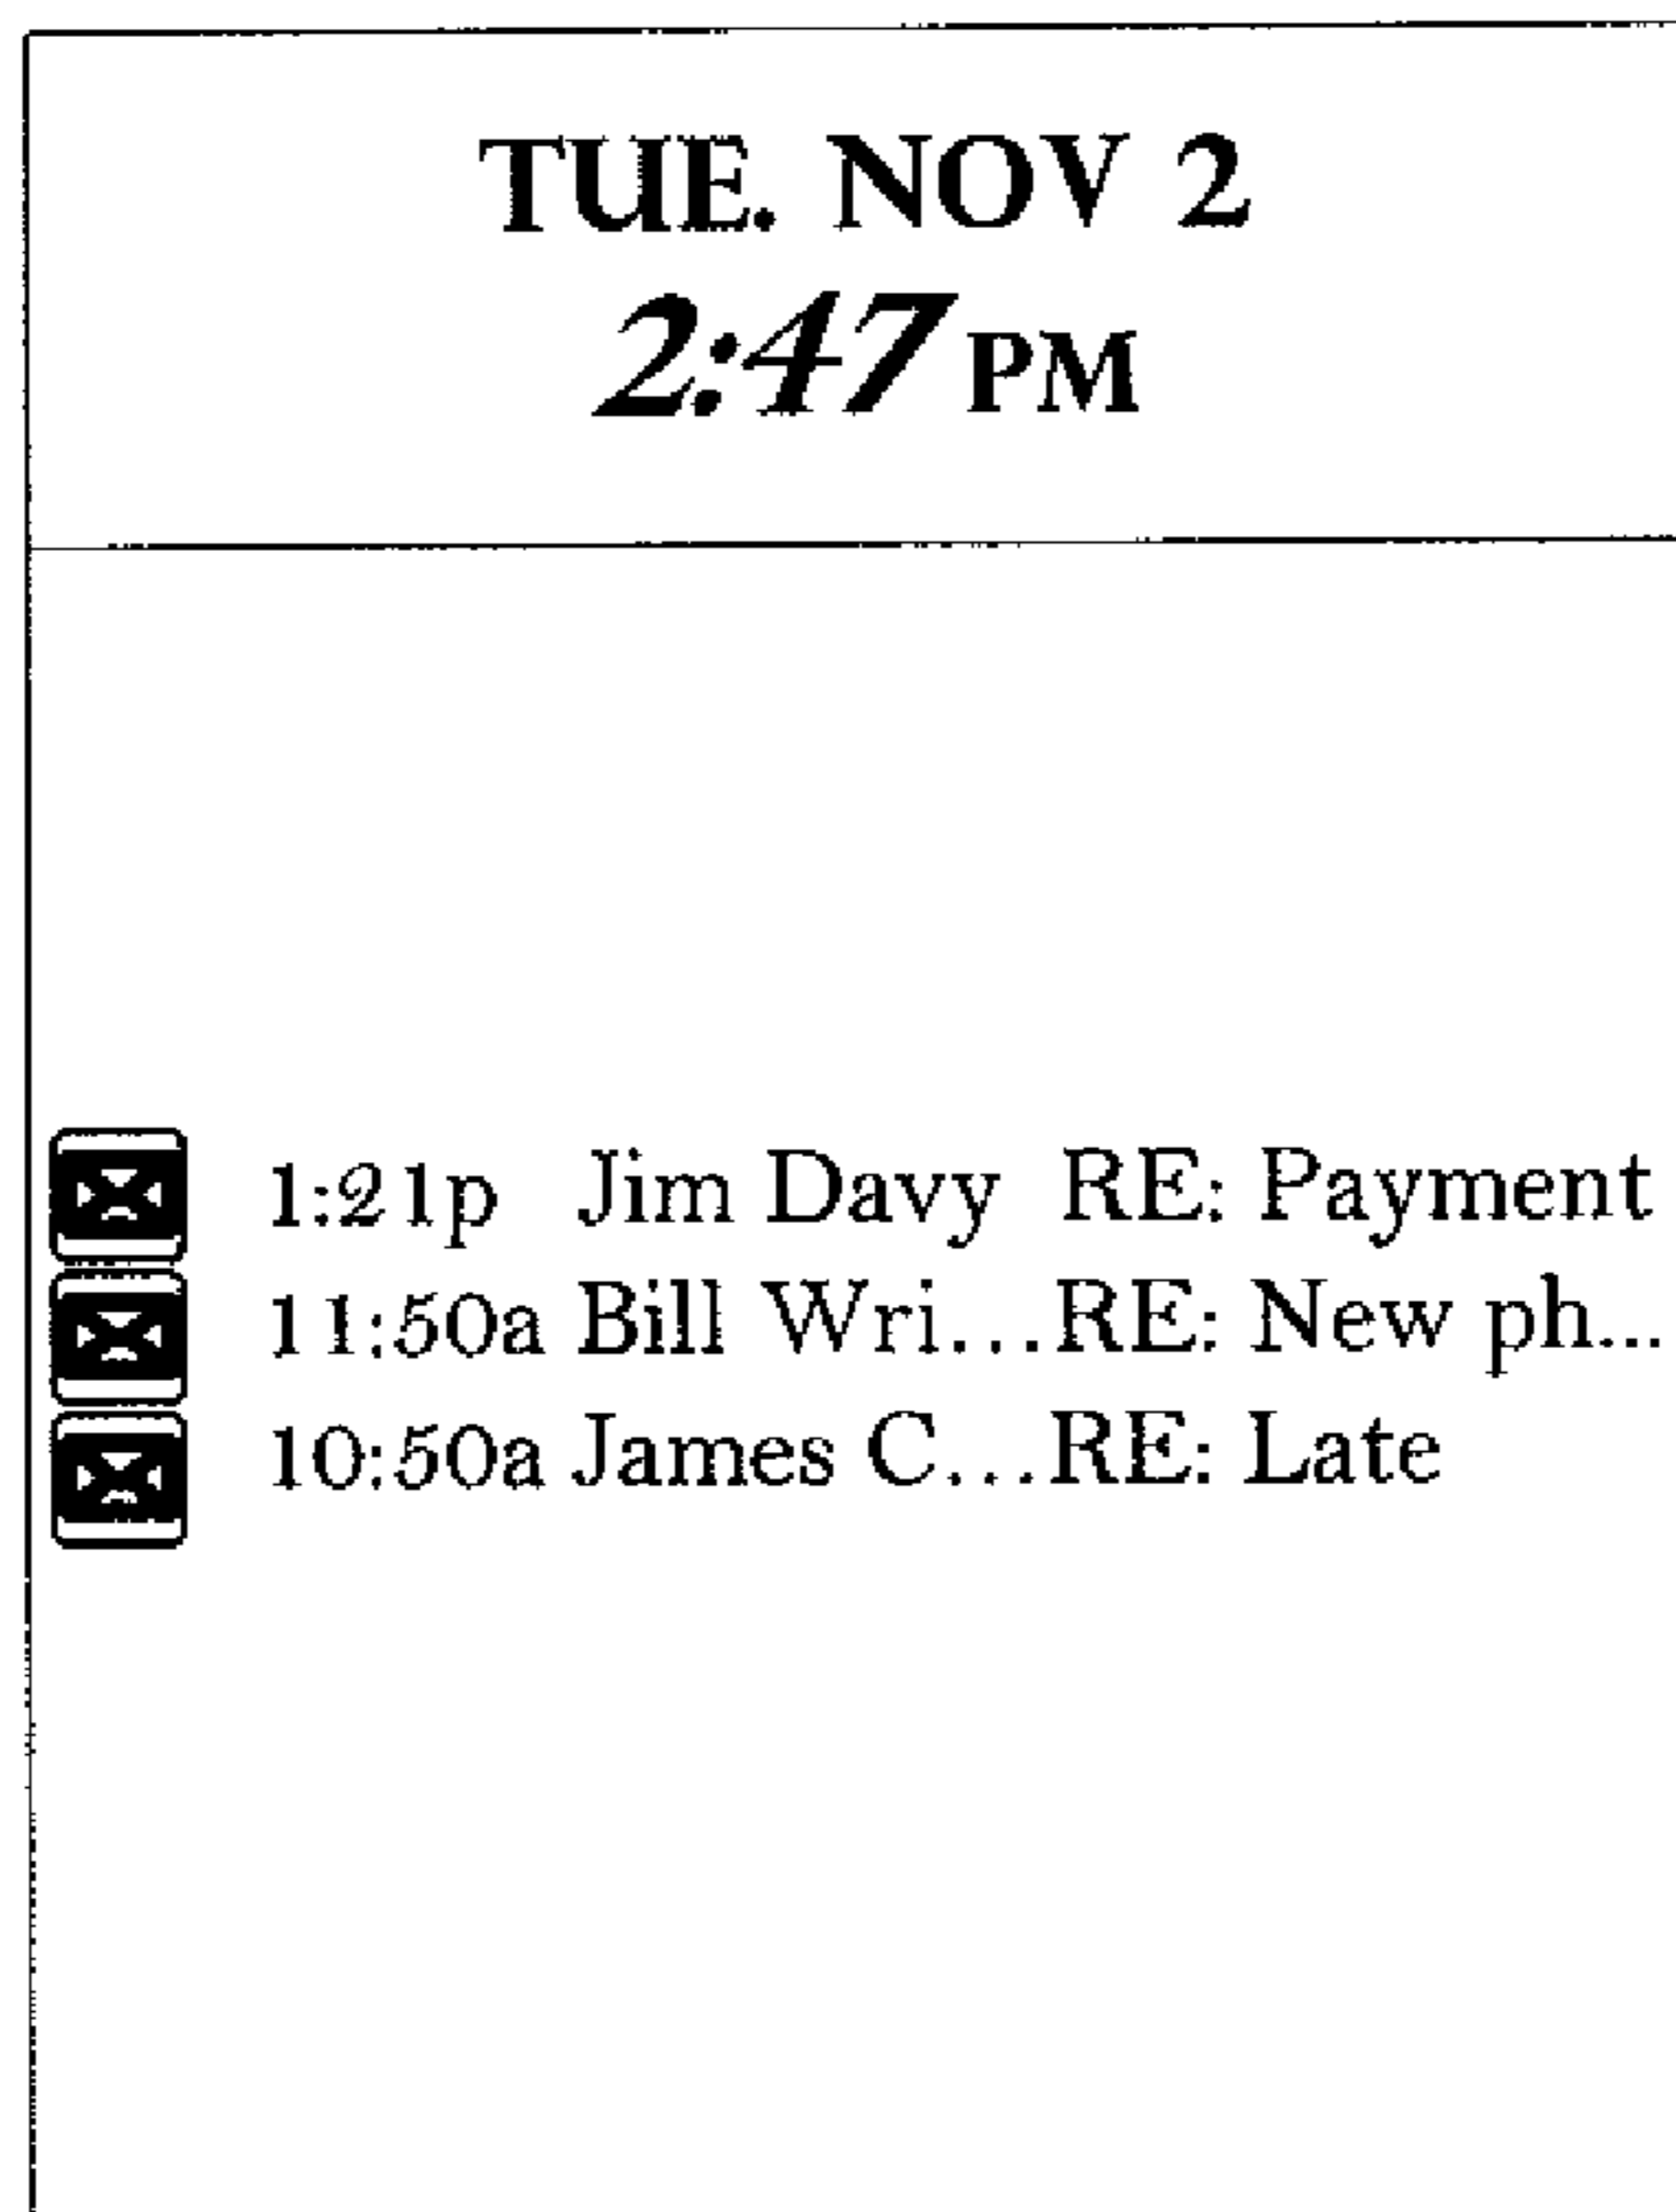 TUE. NOV 2
2:47 PM
1:21p Jim Davy RE: Payment
11:50a Bill Wri... RE: New ph...
10:50a James C... RE: Late